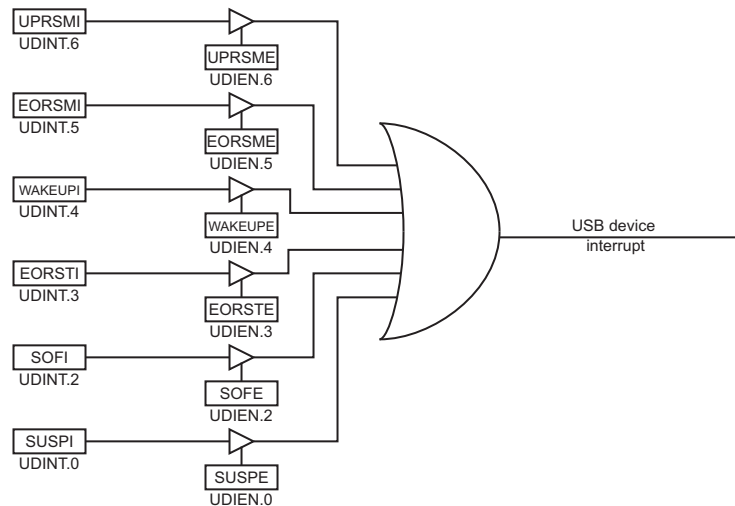 UPRSMI
UDINT.6
UPRSME
UDIEN.6
EORSMI
UDINT.5
EORSME
UDIEN.5
WAKEUPI
UDINT.4
WAKEUPE
UDIEN.4
EORSTI
UDINT.3
EORSTE
UDIEN.3
SOFI
UDINT.2
SOFE
UDIEN.2
SUSPI
UDINT.0
SUSPE
UDIEN.0
USB device
interrupt